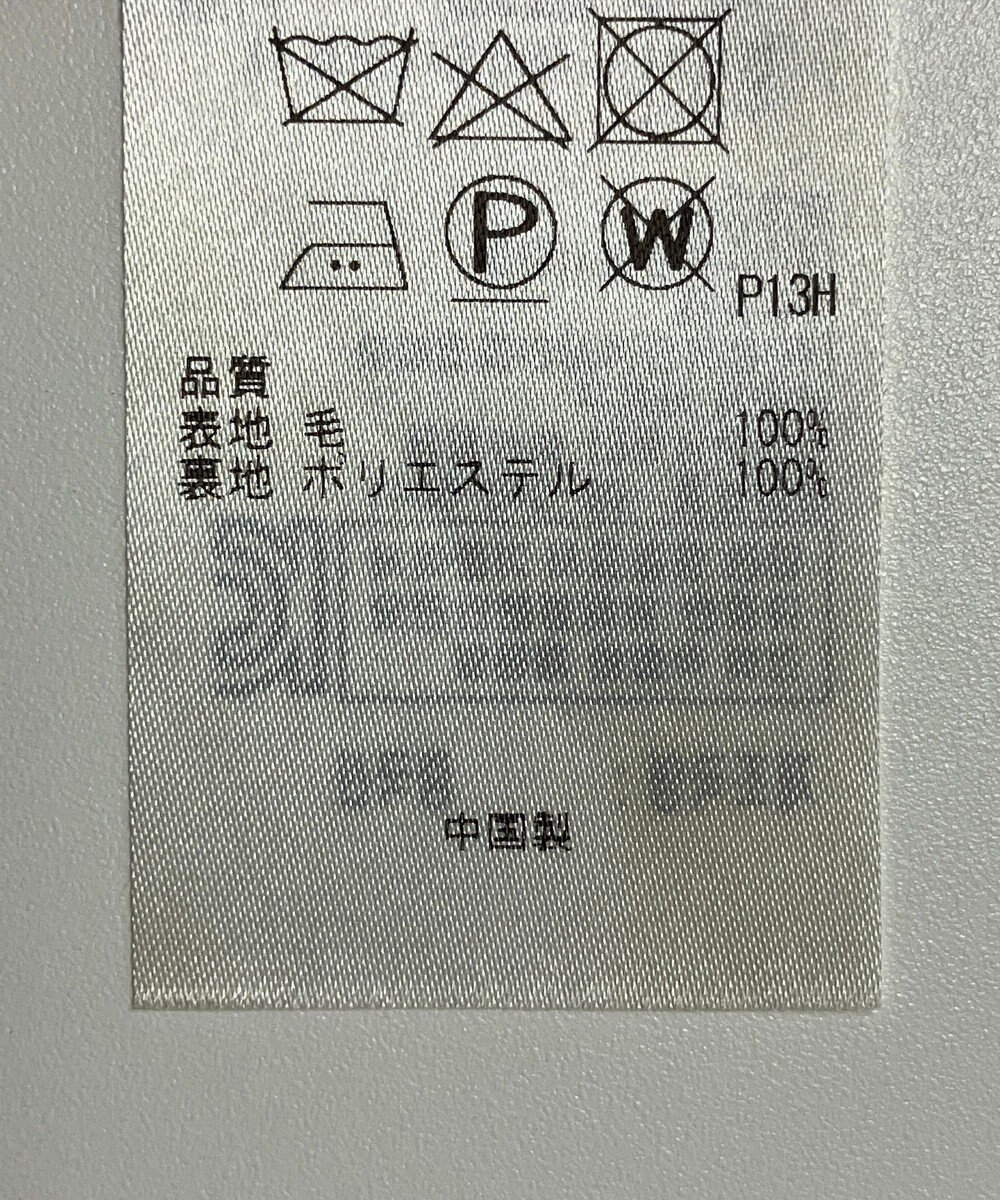 P
W
P13H
品質
表地 毛 100%
裏地 ポリエステル 100%
中国製